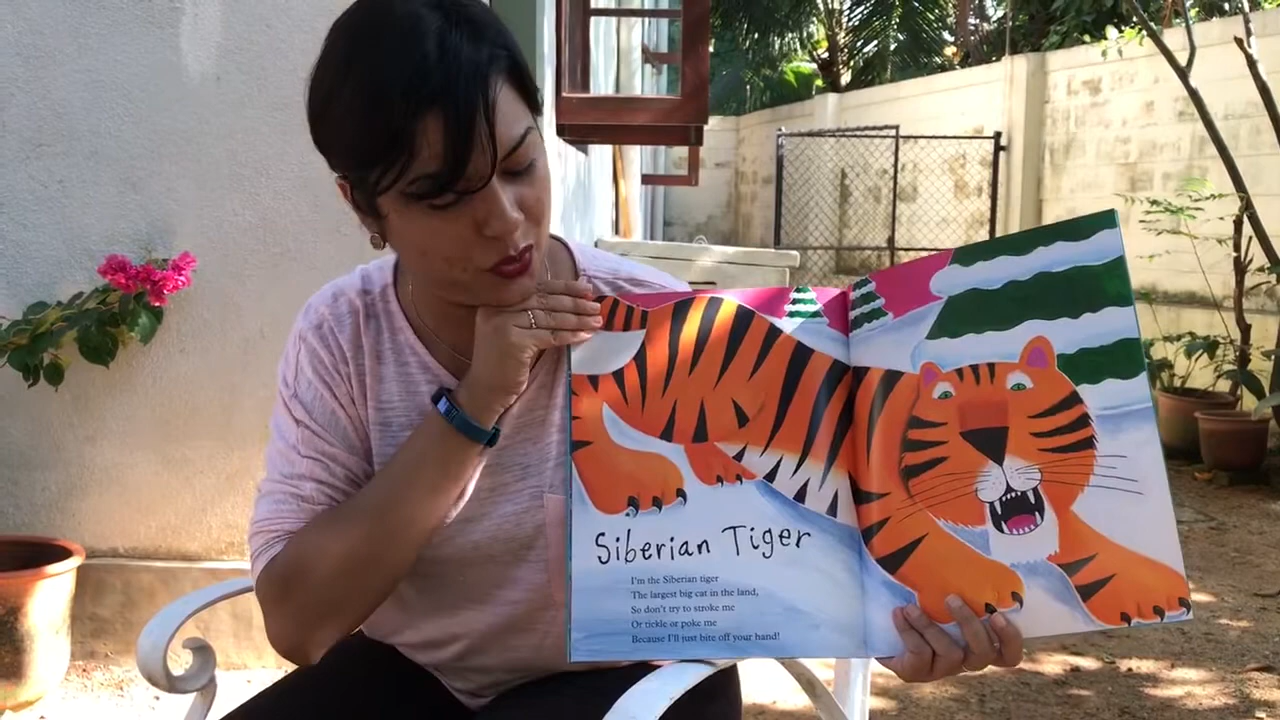 Siberian Tiger
I'm the Siberian tiger
The largest big cat in the land,
So don't try to stroke me
Or tickle or poke me
Because I'll just bite off your hand!